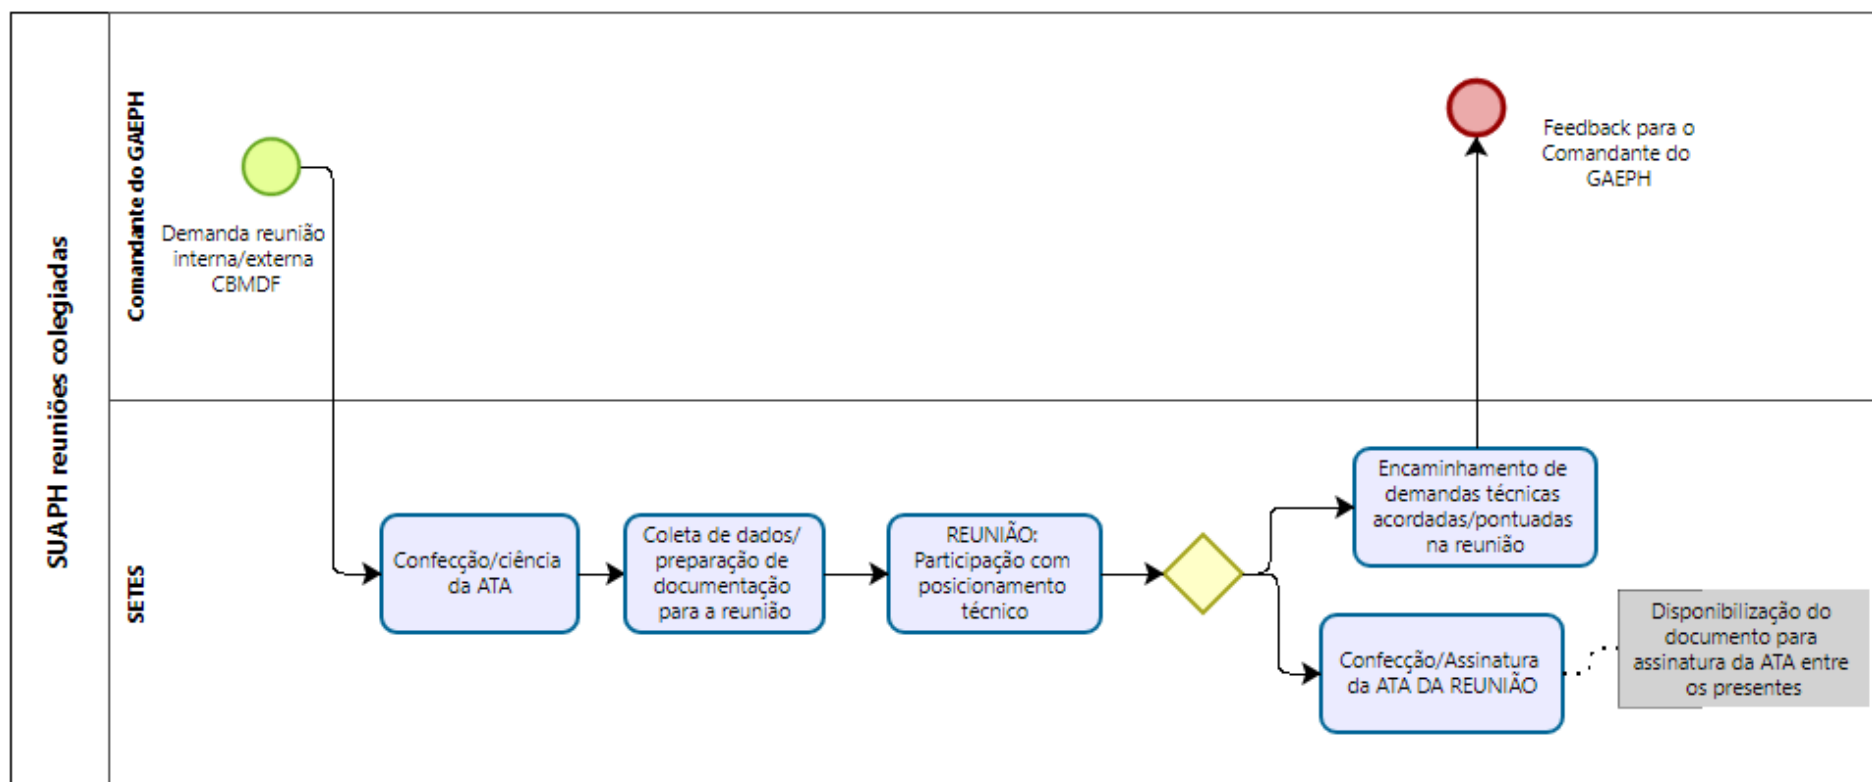 SUAPH reuniões colegiadas
Comandante do GAEPH
Demanda reunião
interna/externa
CBMDF
Feedback para o
Comandante do
GAEPH
SETES
Confecção/ciência
da ATA
Coleta de dados/
preparação de
documentação
para a reunião
REUNIÃO:
Participação com
posicionamento
técnico
Encaminhamento de
demandas técnicas
acordadas/pontuadas
na reunião
Confecção/Assinatura
da ATA DA REUNIÃO
Disponibilização do
documento para
assinatura da ATA entre
os presentes